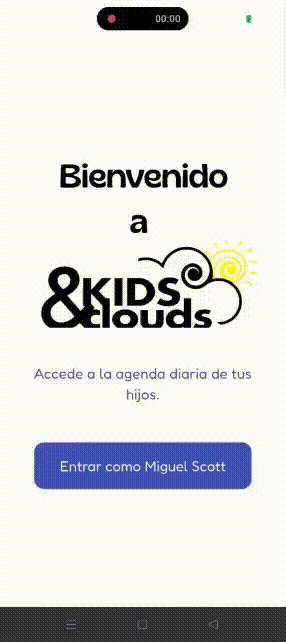 00:00
Bienvenido
a
&KIDS
clouds
Accede a la agenda diaria de tus
hijos.
Entrar como Miguel Scott